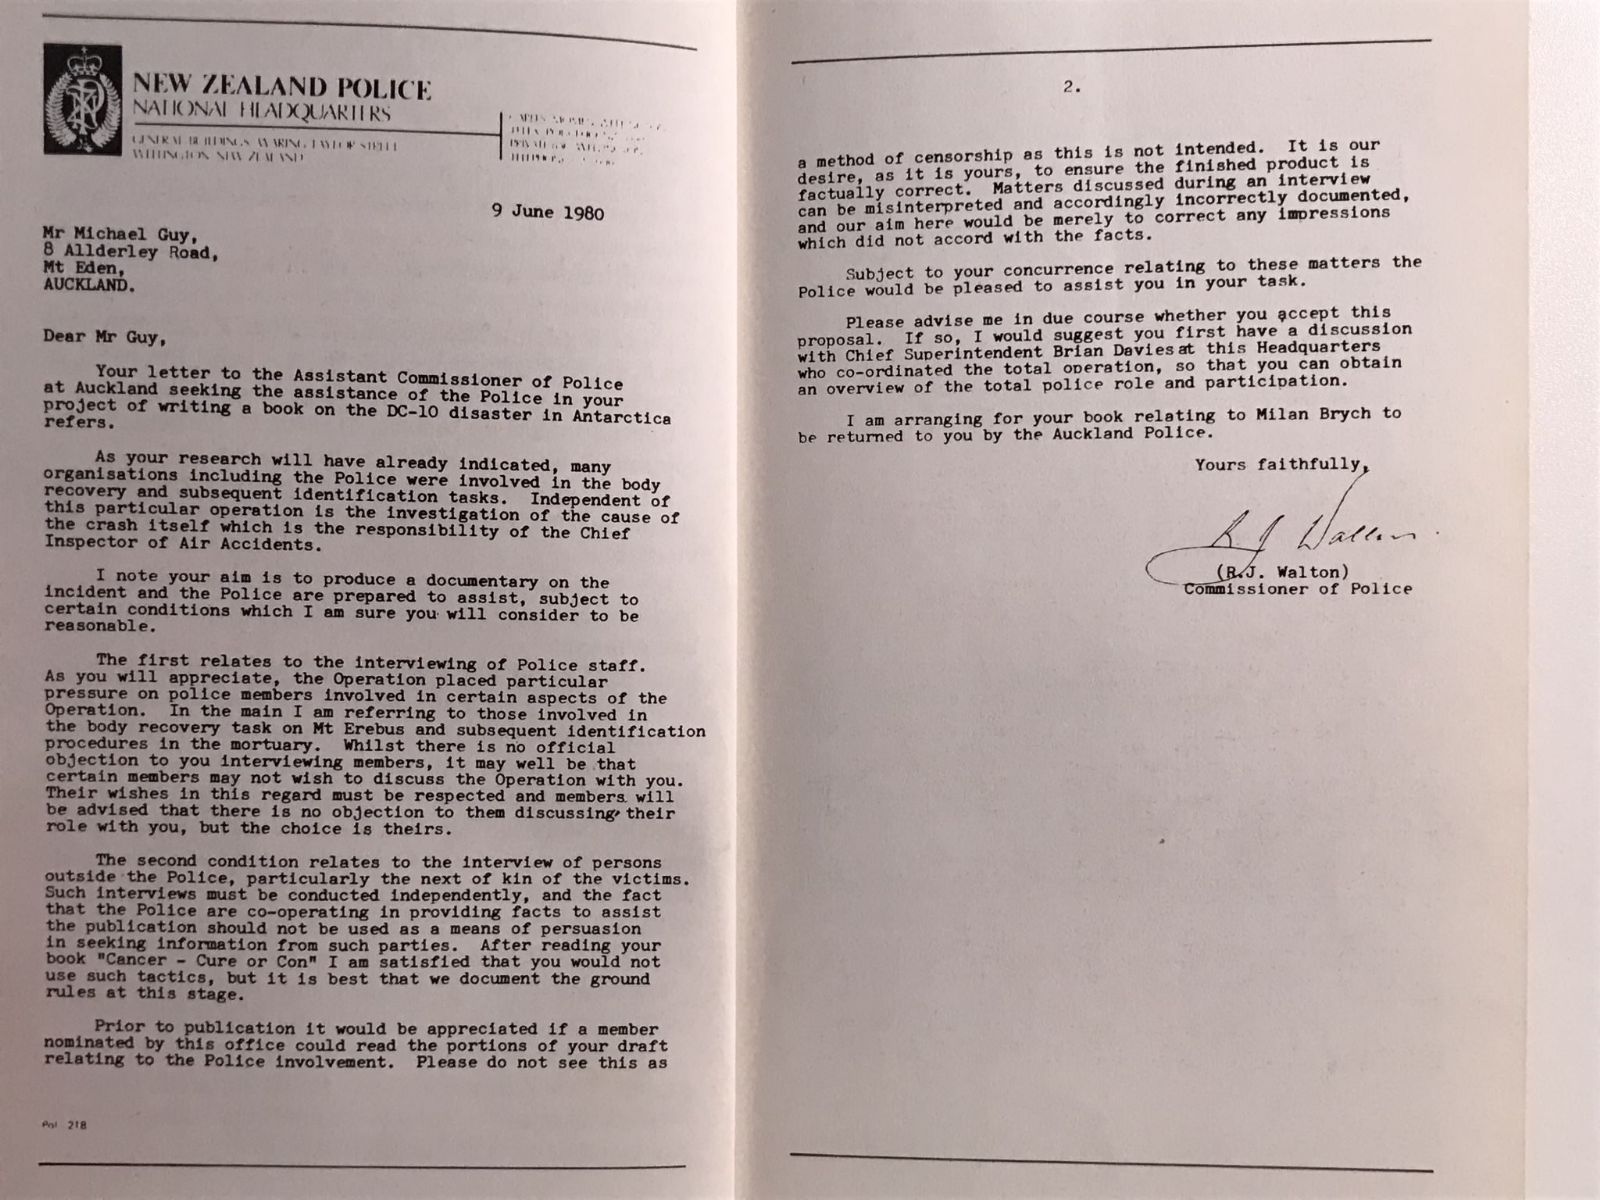 NEW ZEALAND POLICE
NATIONAL HEADQUARTERS
GENERAL BUILDINGS, WARING TAYLOR STREET
WELLINGTON NEW ZEALAND
9 June 1980
Mr Michael Guy,
8 Allderley Road,
Mt Eden,
AUCKLAND.
Dear Mr Guy,
Your letter to the Assistant Commissioner of Police
at Auckland seeking the assistance of the Police in your
project of writing a book on the DC-10 disaster in Antarctica
refers.
As your research will have already indicated, many
organisations including the Police were involved in the body
recovery and subsequent identification tasks. Independent of
this particular operation is the investigation of the cause of
the crash itself which is the responsibility of the Chief
Inspector of Air Accidents.
I note your aim is to produce a documentary on the
incident and the Police are prepared to assist, subject to
certain conditions which I am sure you will consider to be
reasonable.
The first relates to the interviewing of Police staff.
As you will appreciate, the Operation placed particular
pressure on police members involved in certain aspects of the
Operation. In the main I am referring to those involved in
the body recovery task on Mt Erebus and subsequent identification
procedures in the mortuary. Whilst there is no official
objection to you interviewing members, it may well be that
certain members may not wish to discuss the Operation with you.
Their wishes in this regard must be respected and members will
be advised that there is no objection to them discussing their
role with you, but the choice is theirs.
The second condition relates to the interview of persons
outside the Police, particularly the next of kin of the victims.
Such interviews must be conducted independently, and the fact
that the Police are co-operating in providing facts to assist
the publication should not be used as a means of persuasion
in seeking information from such parties. After reading your
book "Cancer - Cure or Con" I am satisfied that you would not
use such tactics, but it is best that we document the ground
rules at this stage.
Prior to publication it would be appreciated if a member
nominated by this office could read the portions of your draft
relating to the Police involvement. Please do not see this as
Pol 218
2.
a method of censorship as this is not intended. It is our
desire, as it is yours, to ensure the finished product is
factually correct. Matters discussed during an interview
can be misinterpreted and accordingly incorrectly documented,
and our aim here would be merely to correct any impressions
which did not accord with the facts.
Subject to your concurrence relating to these matters the
Police would be pleased to assist you in your task.
Please advise me in due course whether you accept this
proposal. If so, I would suggest you first have a discussion
with Chief Superintendent Brian Davies at this Headquarters
who co-ordinated the total operation, so that you can obtain
an overview of the total police role and participation.
I am arranging for your book relating to Milan Brych to
be returned to you by the Auckland Police.
Yours faithfully,
(R.J. Walton)
Commissioner of Police